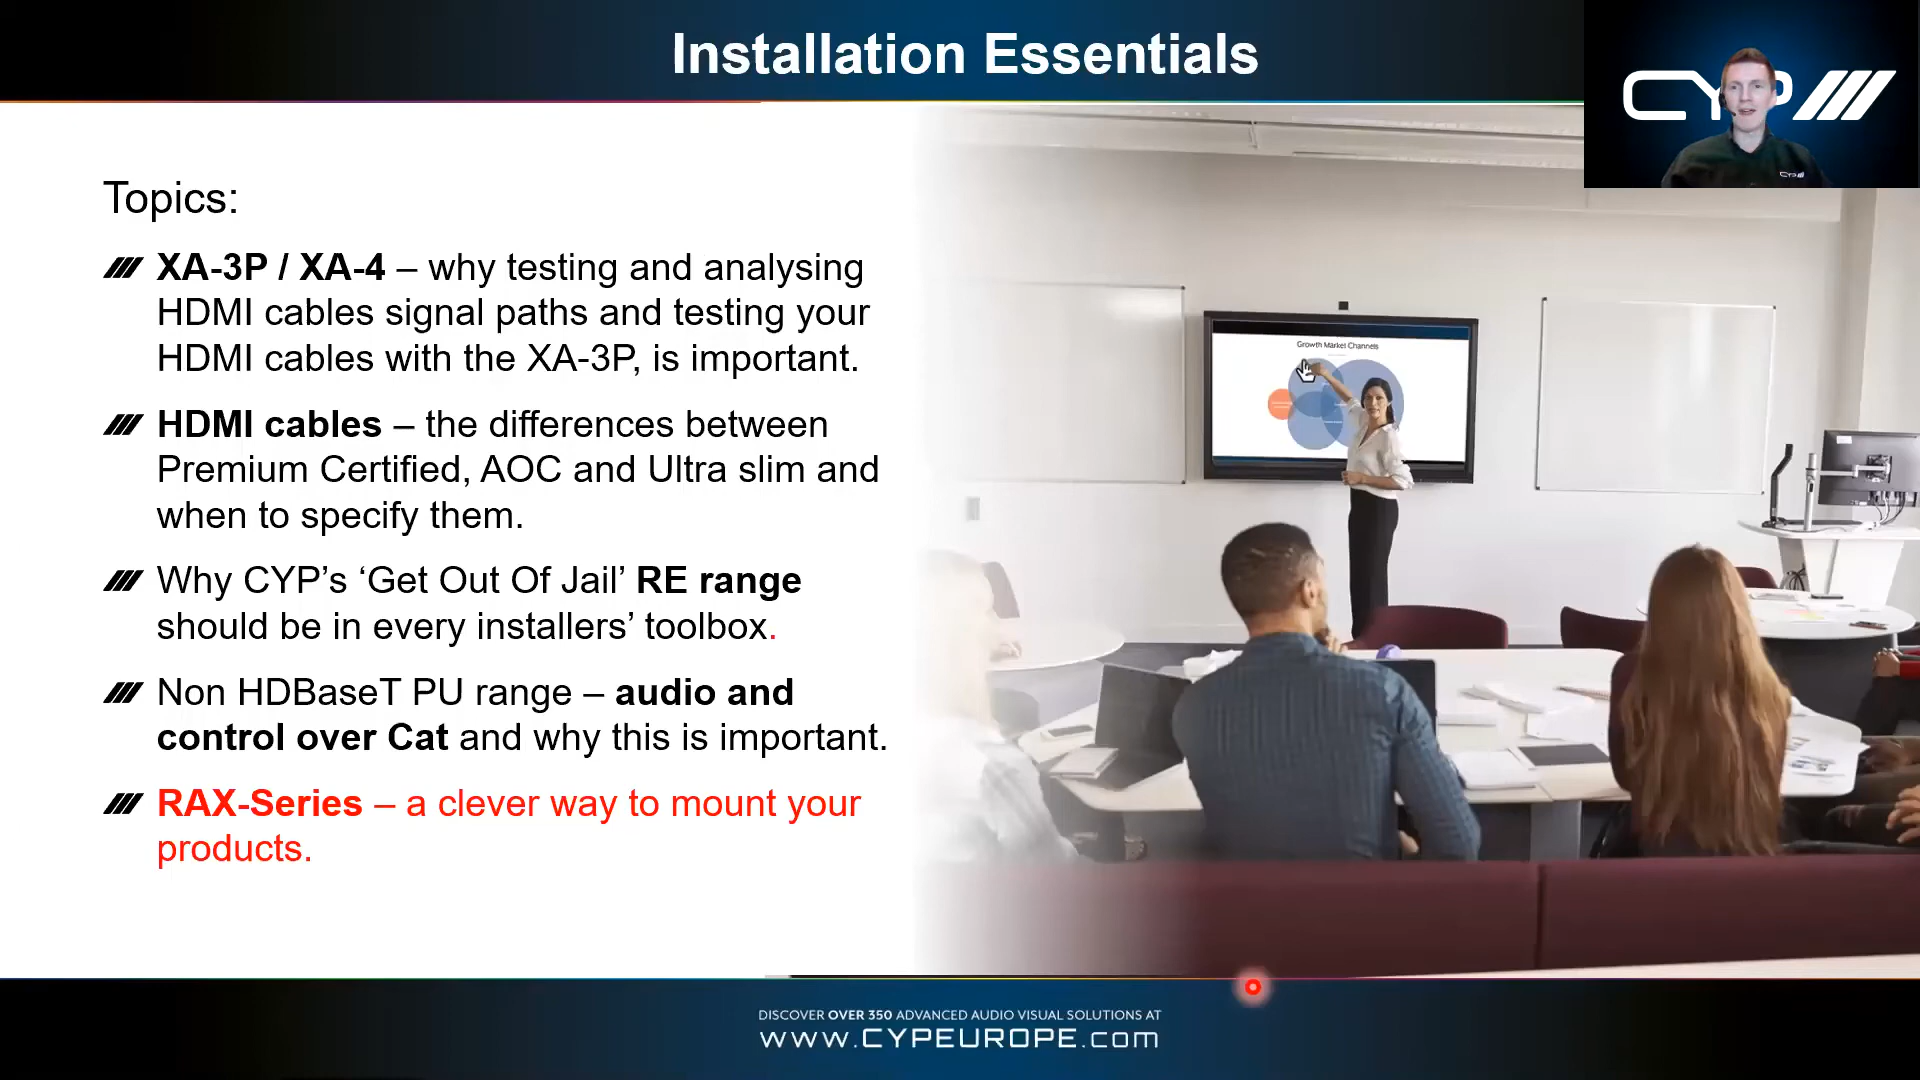 Installation Essentials
CYP
CYP
Topics:
XA-3P / XA-4 – why testing and analysing
HDMI cables signal paths and testing your
HDMI cables with the XA-3P, is important.
HDMI cables – the differences between
Premium Certified, AOC and Ultra slim and
when to specify them.
Why CYP’s ‘Get Out Of Jail’ RE range
should be in every installers’ toolbox.
Non HDBaseT PU range – audio and
control over Cat and why this is important.
RAX-Series – a clever way to mount your
products.
Growth Market Channels
DISCOVER OVER 350 ADVANCED AUDIO VISUAL SOLUTIONS AT
WWW.CYPEUROPE.com